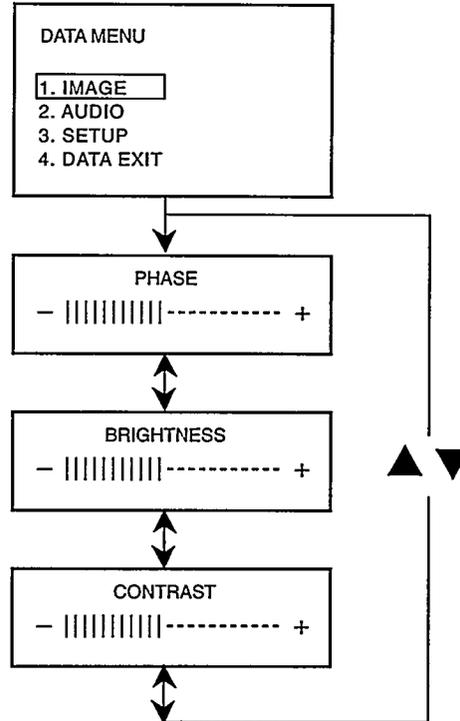 DATA MENU
1. IMAGE
2. AUDIO
3. SETUP
4. DATA EXIT
PHASE
− |||||||||||------------ +
BRIGHTNESS
− |||||||||||------------ +
CONTRAST
− |||||||||||------------ +